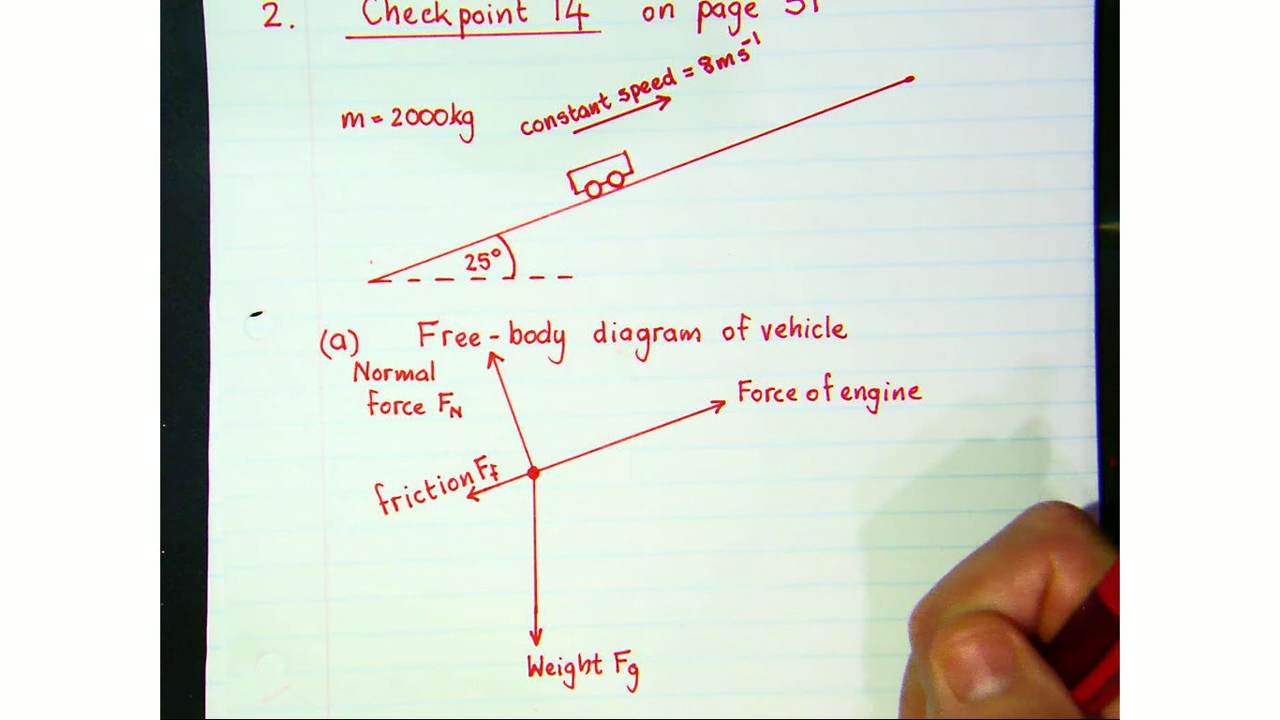 2. Checkpoint 14 on page 31
m = 2000kg
constant speed = 8ms⁻¹
25°
(a) Free-body diagram of vehicle
Normal
force F_N
Force of engine
friction F_f
Weight F_g